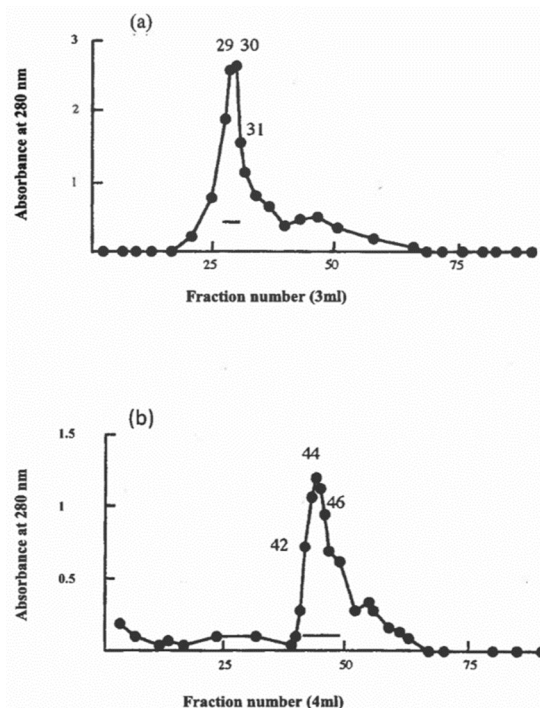 (a)
29 30
31
3
2
1
Absorbance at 280 nm
25 50 75
Fraction number (3ml)
(b)
44
46
42
1.5
1
0.5
Absorbance at 280 nm
25 50 75
Fraction number (4ml)